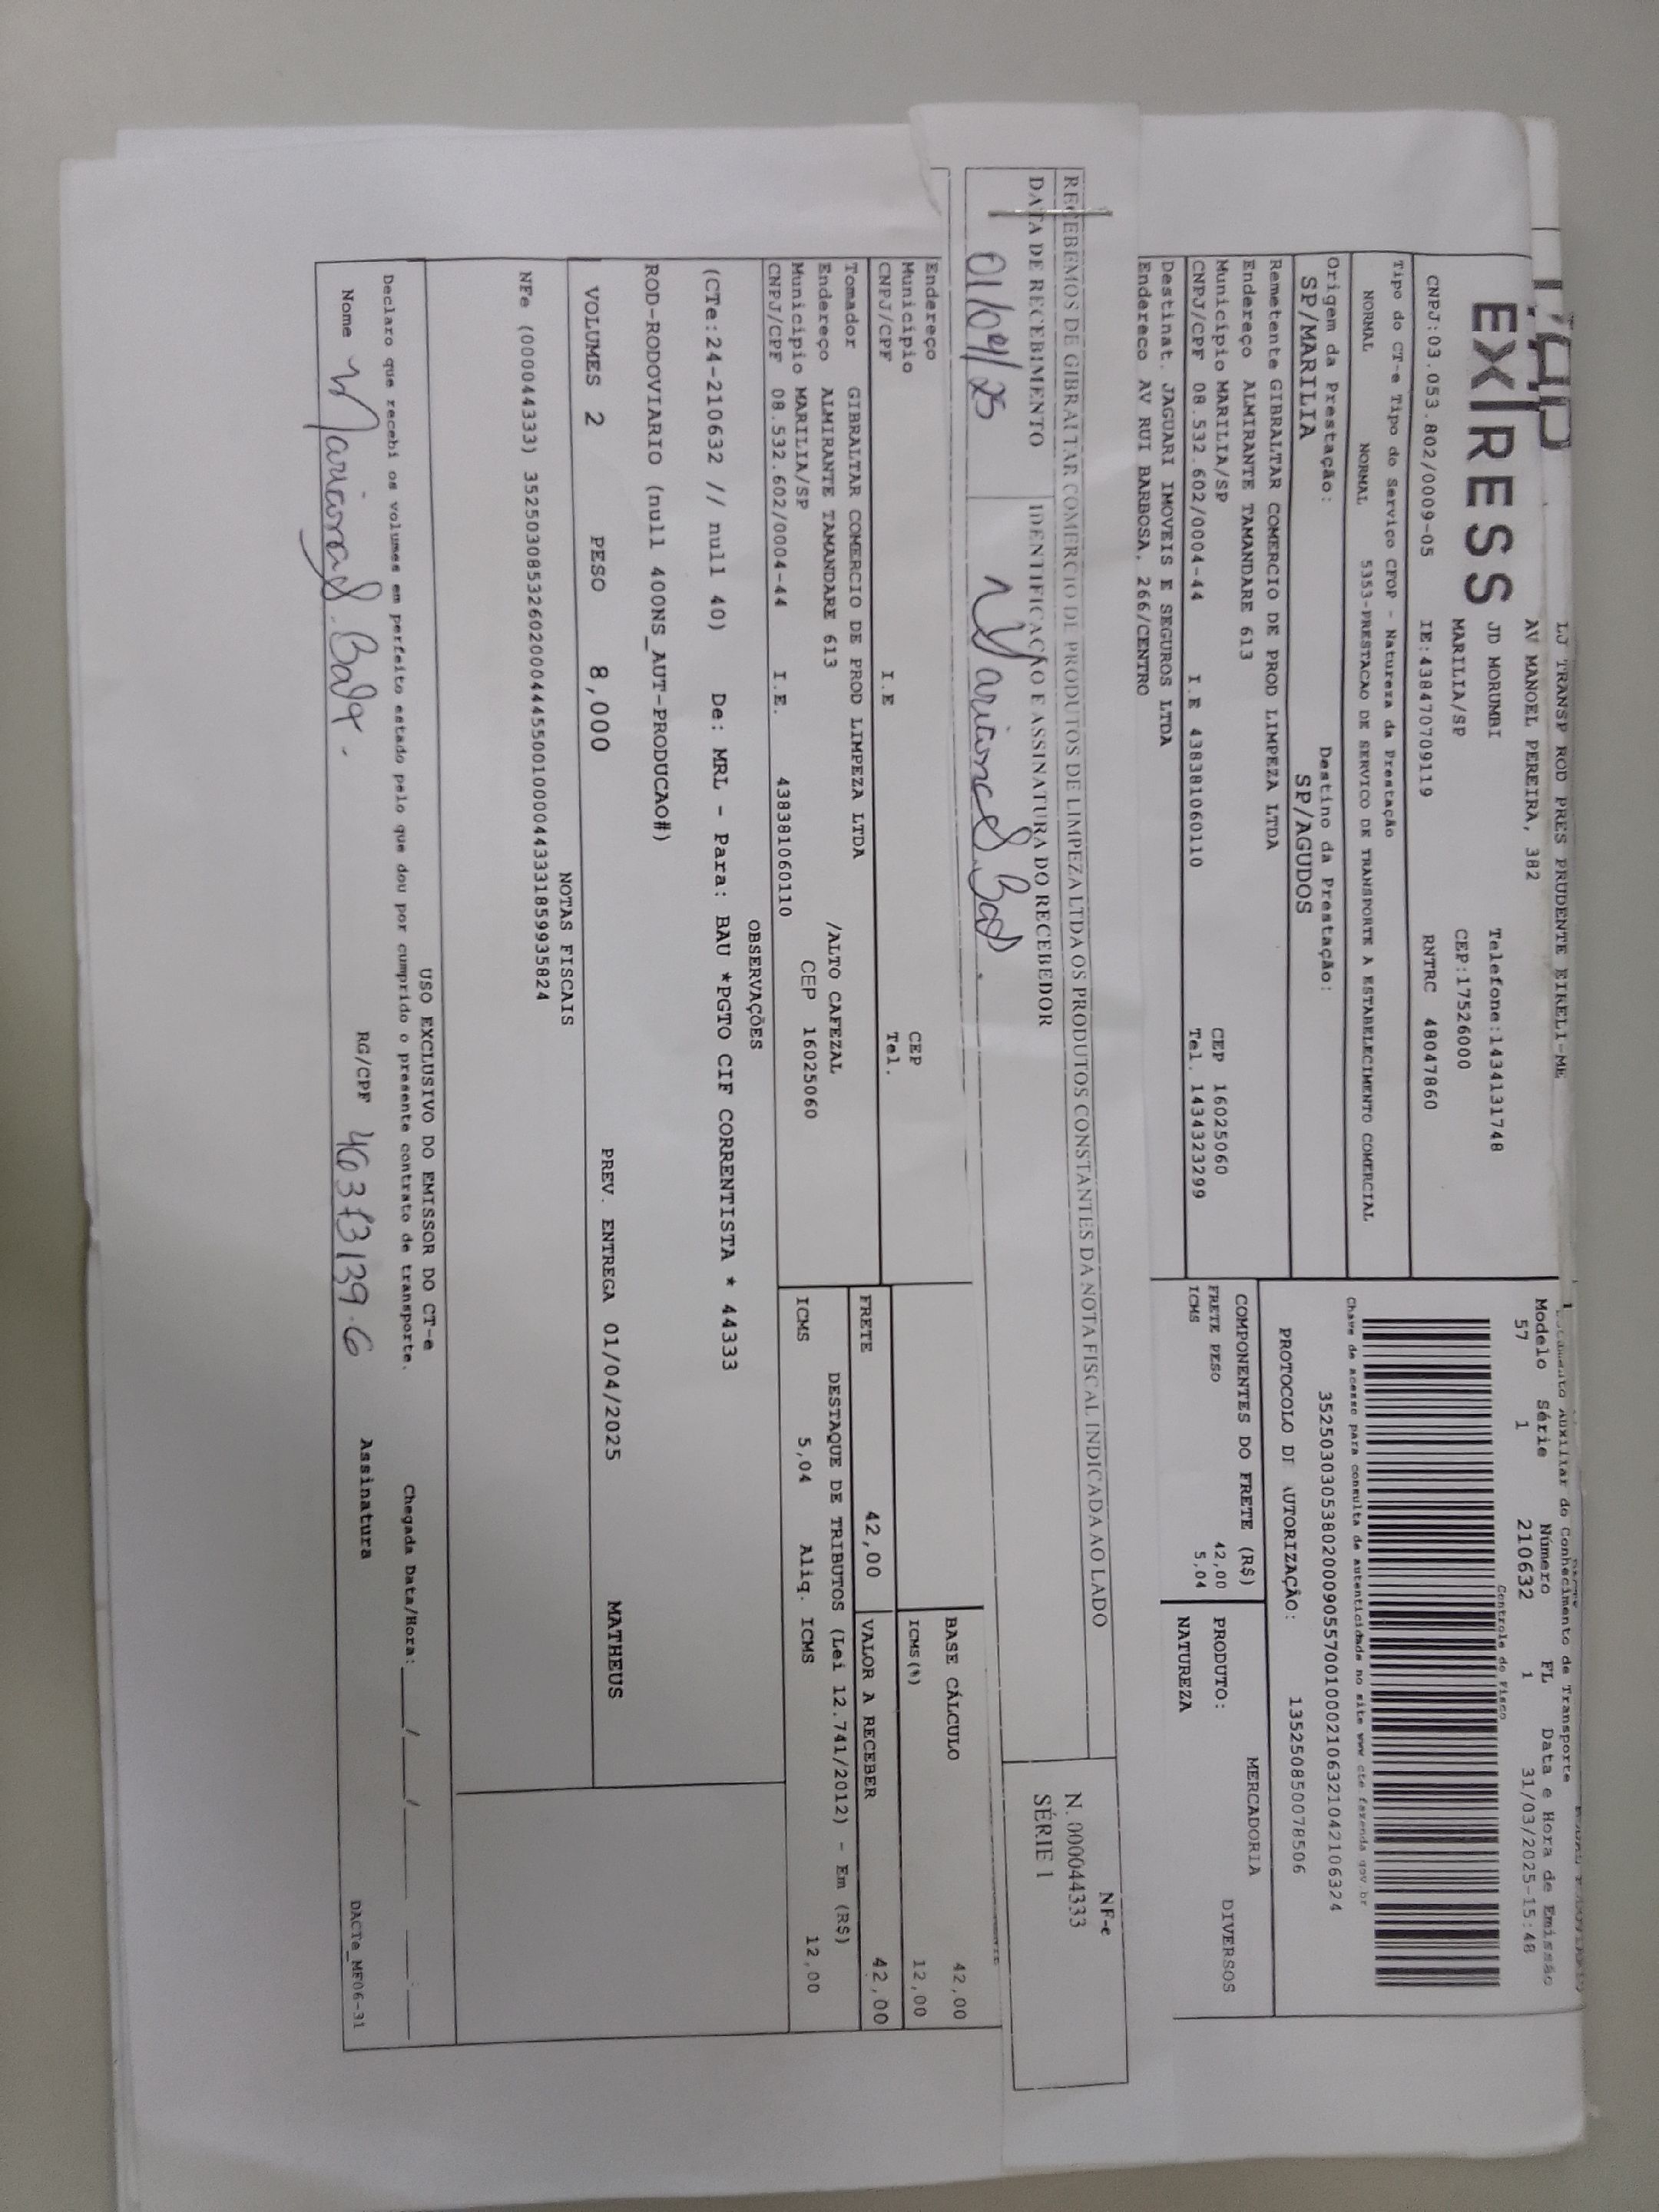 EXPRESS
LJ TRANSP ROD PRES PRUDENTE EIRELI-ME
AV MANOEL PEREIRA, 382
JD MORUMBI Telefone:1434131748
MARILIA/SP CEP:17526000
CNPJ:03.053.802/0009-05 IE:438470709119 RNTRC 48047860
Documento Auxiliar do Conhecimento de Transporte
Modelo Série Número FL Data e Hora de Emissão
57 1 210632 1 31/03/2025-15:48
Controle do Fisco
Chave de acesso para consulta de autenticidade no site www.cte.fazenda.gov.br
35250303053802000905570010002106321042106324
PROTOCOLO DE AUTORIZAÇÃO: 135250850078506
Tipo do CT-e Tipo do Serviço CFOP - Natureza da Prestação
NORMAL NORMAL 5353-PRESTACAO DE SERVICO DE TRANSPORTE A ESTABELECIMENTO COMERCIAL
Origem da Prestação: Destino da Prestação:
SP/MARILIA SP/AGUDOS
Remetente GIBRALTAR COMERCIO DE PROD LIMPEZA LTDA
Endereço ALMIRANTE TAMANDARE 613
Município MARILIA/SP CEP 16025060
CNPJ/CPF 08.532.602/0004-44 I.E 438381060110 Tel. 1434323299
Destinat. JAGUARI IMOVEIS E SEGUROS LTDA
Endereco AV RUI BARBOSA, 266/CENTRO
COMPONENTES DO FRETE (R$) MERCADORIA
FRETE PESO 42,00 PRODUTO: DIVERSOS
ICMS 5,04 NATUREZA
RECEBEMOS DE GIBRALTAR COMERCIO DE PRODUTOS DE LIMPEZA LTDA OS PRODUTOS CONSTANTES DA NOTA FISCAL INDICADA AO LADO
DATA DE RECEBIMENTO IDENTIFICAÇÃO E ASSINATURA DO RECEBEDOR
01/04/25
NF-e
N. 000044333
SÉRIE 1
Endereço
Município CEP
CNPJ/CPF I.E Tel.
BASE CÁLCULO 42,00
ICMS(%) 12,00
FRETE 42,00 VALOR A RECEBER 42,00
Tomador GIBRALTAR COMERCIO DE PROD LIMPEZA LTDA
Endereço ALMIRANTE TAMANDARE 613 /ALTO CAFEZAL
Município MARILIA/SP CEP 16025060
CNPJ/CPF 08.532.602/0004-44 I.E. 438381060110
DESTAQUE DE TRIBUTOS (Lei 12.741/2012) - Em (R$)
ICMS 5,04 Aliq. ICMS 12,00
OBSERVAÇÕES
(CTe:24-210632 // null 40) De: MRL - Para: BAU *PGTO CIF CORRENTISTA * 44333
ROD-RODOVIARIO (null 400NS_AUT-PRODUCAO#)
VOLUMES 2 PESO 8,000 PREV. ENTREGA 01/04/2025 MATHEUS
NOTAS FISCAIS
NFe (000044333) 35250308532602000444550010000443331859935824
USO EXCLUSIVO DO EMISSOR DO CT-e
Declaro que recebi os volumes em perfeito estado pelo que dou por cumprido o presente contrato de transporte. Chegada Data/Hora:____/____/____ ____:____
Nome RG/CPF Assinatura
DACTe_MF06-31